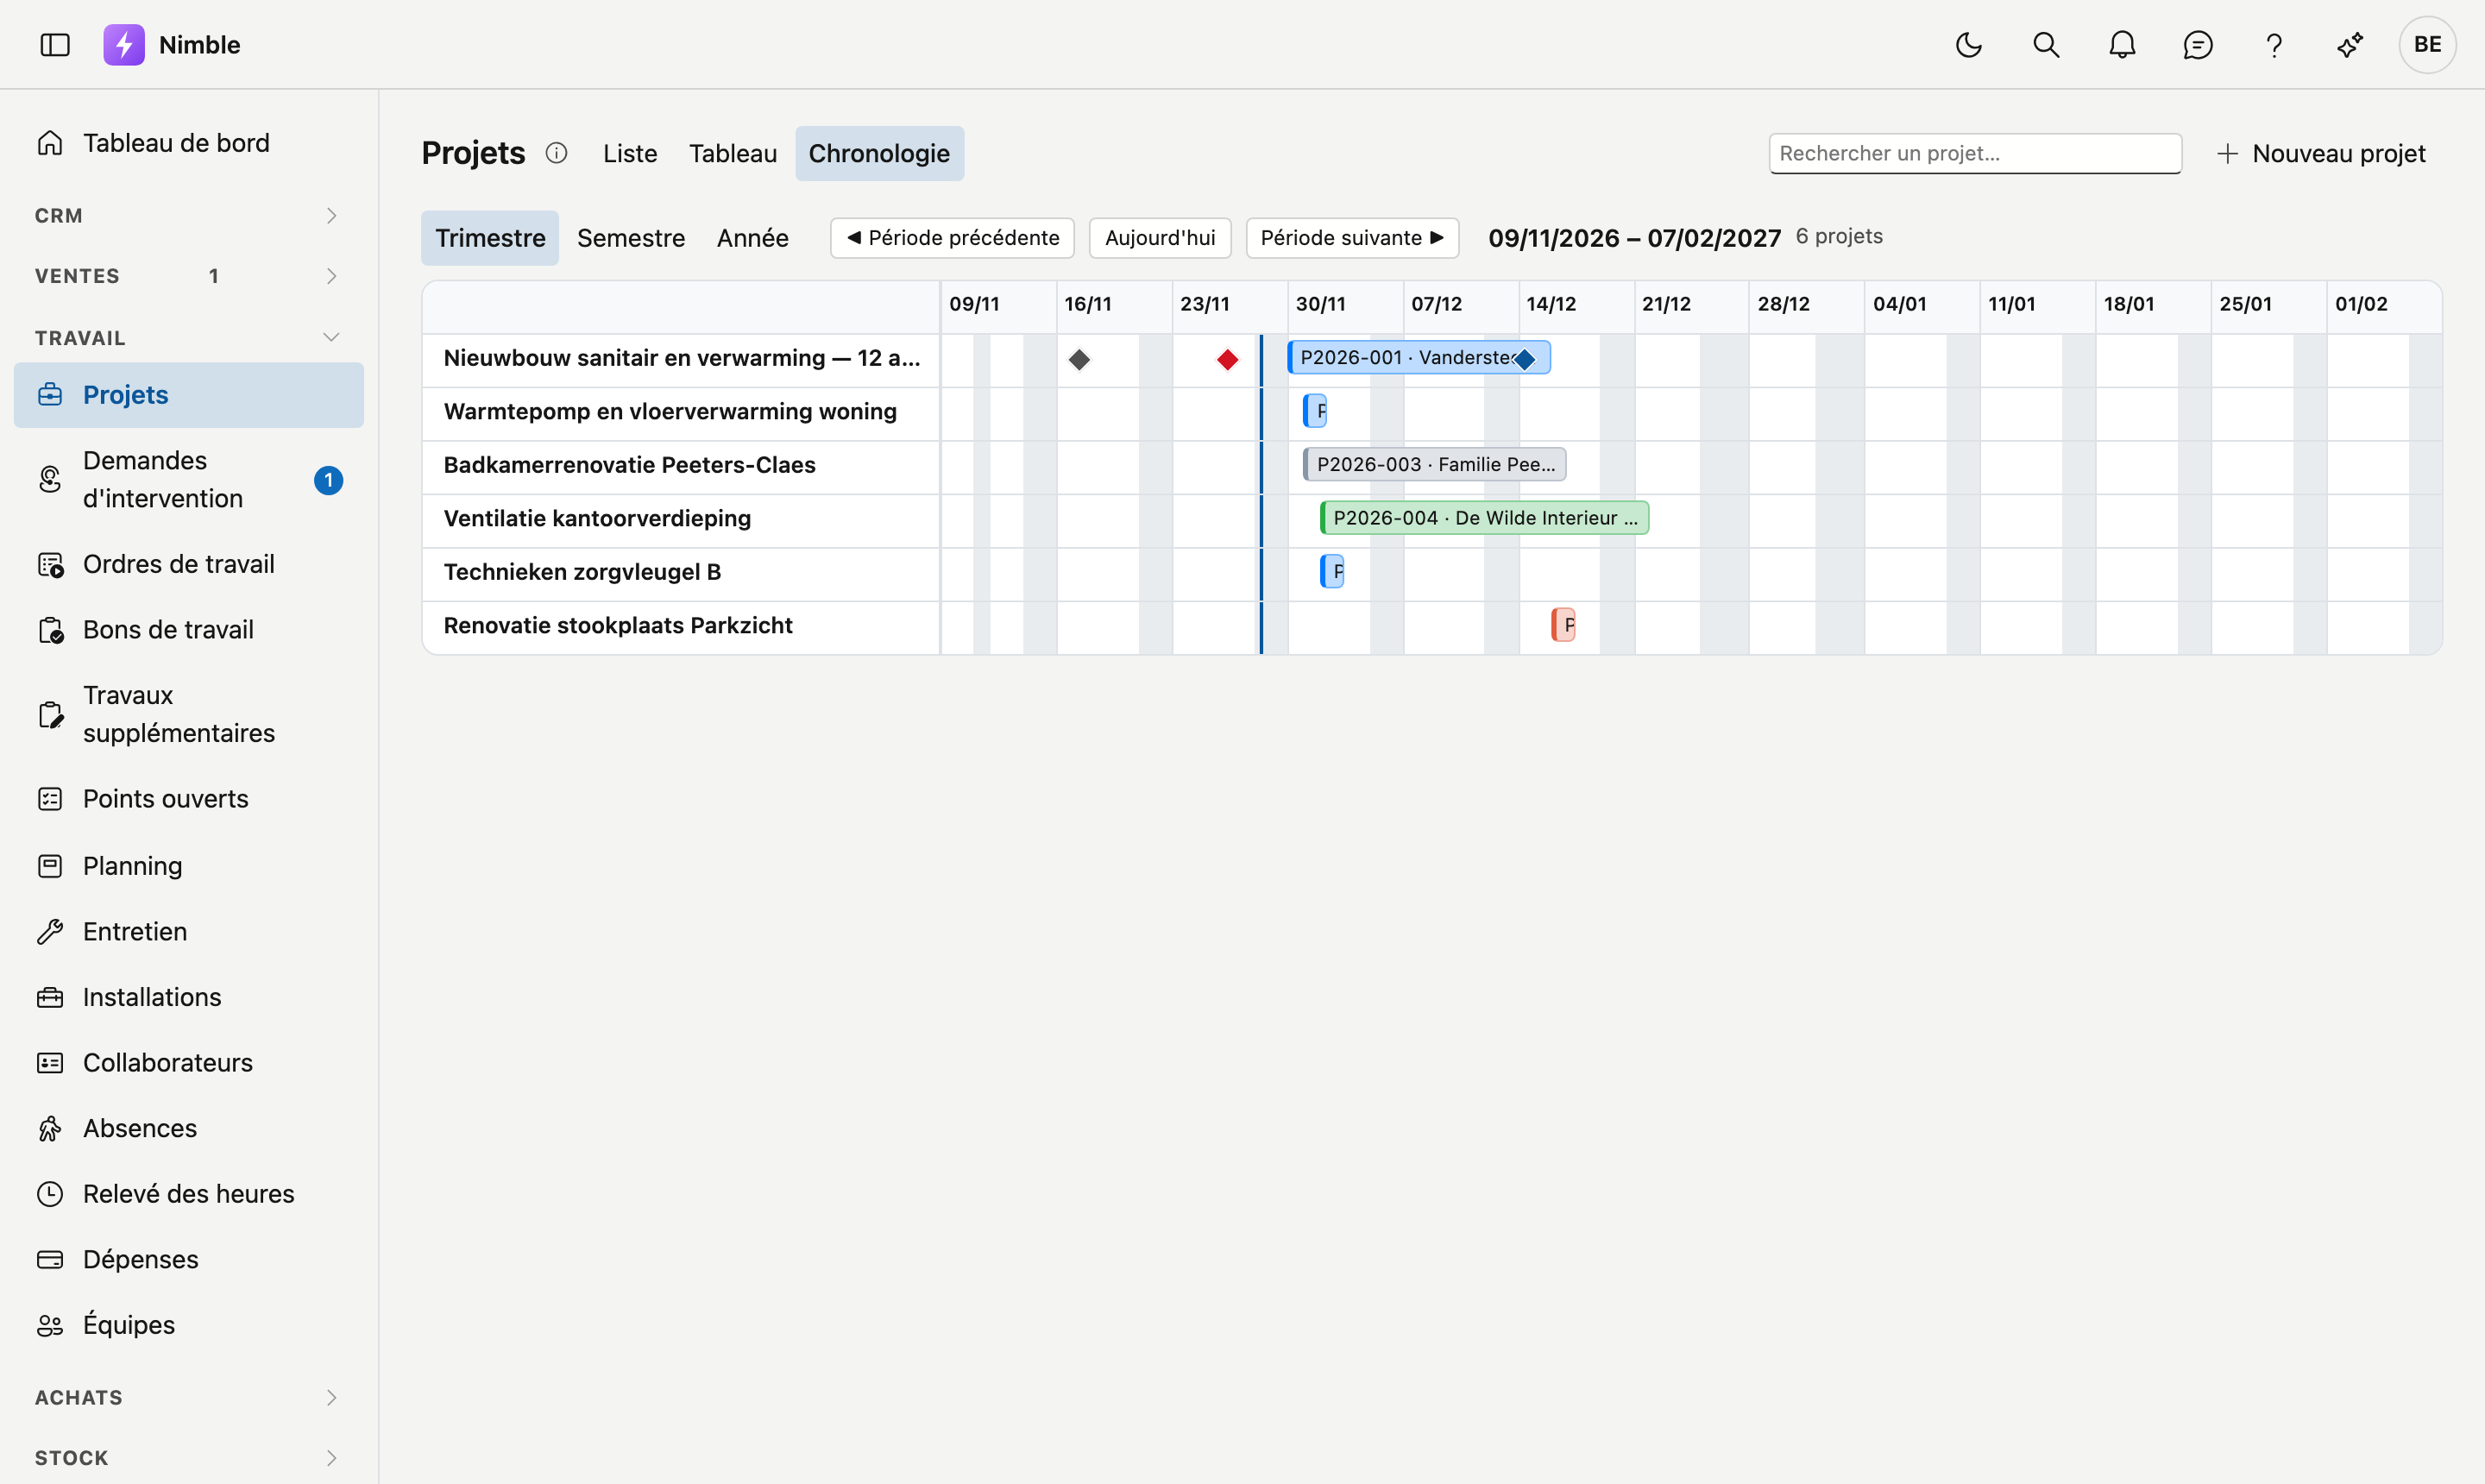 Nimble
BE
Tableau de bord
CRM
VENTES 1
TRAVAIL
Projets
Demandes
d'intervention
1
Ordres de travail
Bons de travail
Travaux
supplémentaires
Points ouverts
Planning
Entretien
Installations
Collaborateurs
Absences
Relevé des heures
Dépenses
Équipes
ACHATS
STOCK
Projets Liste Tableau Chronologie
Rechercher un projet...
Nouveau projet
Trimestre Semestre Année
Période précédente Aujourd'hui Période suivante 09/11/2026 – 07/02/2027 6 projets
09/11 16/11 23/11 30/11 07/12 14/12 21/12 28/12 04/01 11/01 18/01 25/01 01/02
Nieuwbouw sanitair en verwarming — 12 a...
P2026-001 ·
Warmtepomp en vloerverwarming woning
Badkamerrenovatie Peeters-Claes
P2026-003 · Familie Pee...
Ventilatie kantoorverdieping
P2026-004 · De Wilde Interieur ...
Technieken zorgvleugel B
Renovatie stookplaats Parkzicht